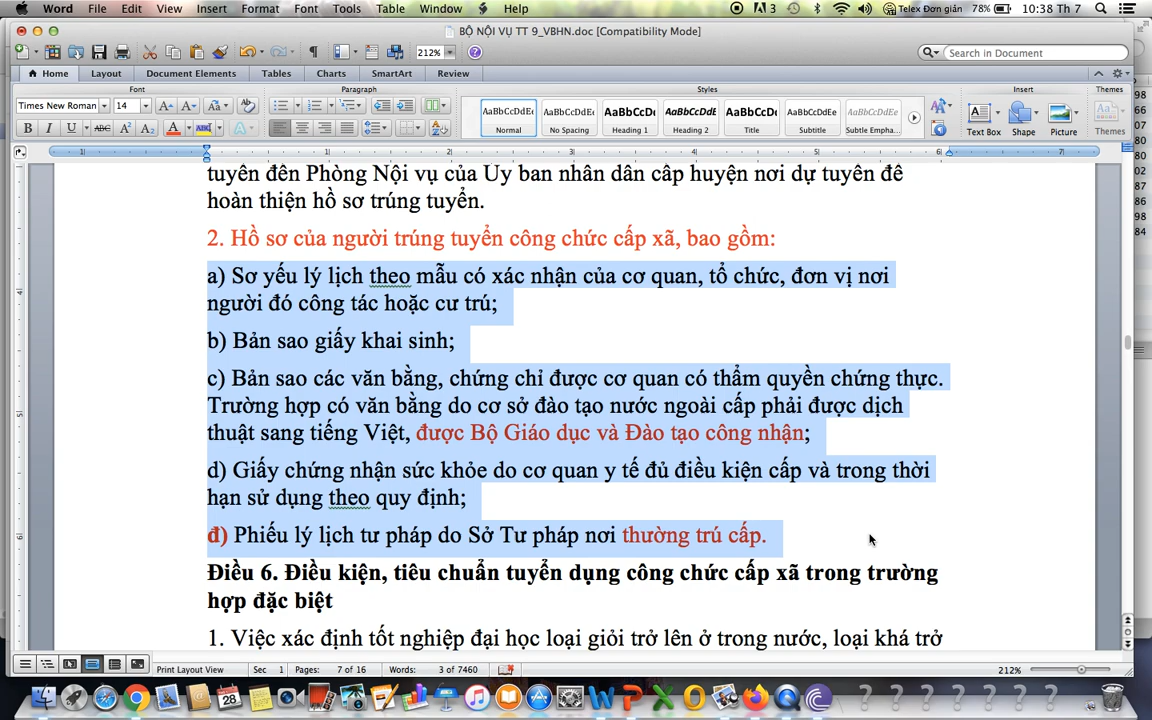 Word File Edit View Insert Format Font Tools Table Window Help 3 Telex Đơn giản 78% 10:38 Th 7
BỘ NỘI VỤ TT 9_VBHN.doc [Compatibility Mode]
212% Search in Document
Home Layout Document Elements Tables Charts SmartArt Review
Font Paragraph Styles Insert Themes
Times New Roman 14
AaBbCcDdEe AaBbCcDdEe AaBbCcDc AaBbCcDdEe AaBbCcDc AaBbCcDdEe AaBbCcDdEe
Normal No Spacing Heading 1 Heading 2 Title Subtitle Subtle Empha... Text Box Shape Picture Themes
tuyển đến Phòng Nội vụ của Ủy ban nhân dân cấp huyện nơi dự tuyển để
hoàn thiện hồ sơ trúng tuyển.
2. Hồ sơ của người trúng tuyển công chức cấp xã, bao gồm:
a) Sơ yếu lý lịch theo mẫu có xác nhận của cơ quan, tổ chức, đơn vị nơi
người đó công tác hoặc cư trú;
b) Bản sao giấy khai sinh;
c) Bản sao các văn bằng, chứng chỉ được cơ quan có thẩm quyền chứng thực.
Trường hợp có văn bằng do cơ sở đào tạo nước ngoài cấp phải được dịch
thuật sang tiếng Việt, được Bộ Giáo dục và Đào tạo công nhận;
d) Giấy chứng nhận sức khỏe do cơ quan y tế đủ điều kiện cấp và trong thời
hạn sử dụng theo quy định;
đ) Phiếu lý lịch tư pháp do Sở Tư pháp nơi thường trú cấp.
Điều 6. Điều kiện, tiêu chuẩn tuyển dụng công chức cấp xã trong trường
hợp đặc biệt
1. Việc xác định tốt nghiệp đại học loại giỏi trở lên ở trong nước, loại khá trở
Print Layout View Sec 1 Pages: 7 of 16 Words: 3 of 7460 212%